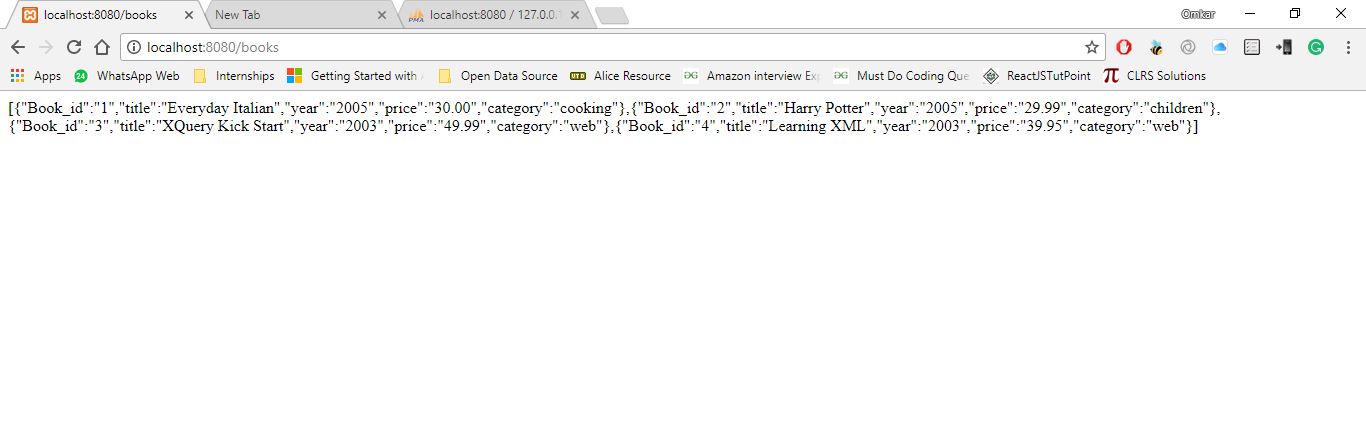 localhost:8080/books
New Tab
localhost:8080 / 127.0.0.1
Omkar
localhost:8080/books
Apps
24
WhatsApp Web
Internships
Getting Started with
Open Data Source
UTD
Alice Resource
Amazon interview Exp
Must Do Coding Que
ReactJSTutPoint
CLRS Solutions
[{"Book_id":"1","title":"Everyday Italian","year":"2005","price":"30.00","category":"cooking"},{"Book_id":"2","title":"Harry Potter","year":"2005","price":"29.99","category":"children"},
{"Book_id":"3","title":"XQuery Kick Start","year":"2003","price":"49.99","category":"web"},{"Book_id":"4","title":"Learning XML","year":"2003","price":"39.95","category":"web"}]